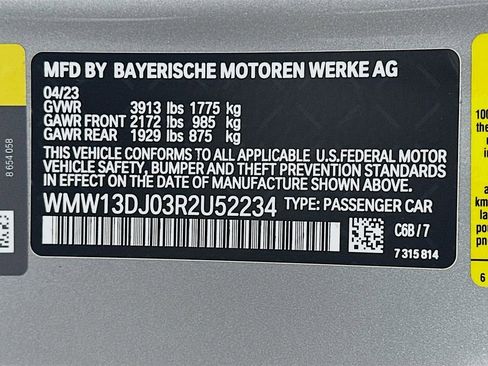 MFD BY BAYERISCHE MOTOREN WERKE AG
04/23
GVWR 3913 lbs 1775 kg
GAWR FRONT 2172 lbs 985 kg
GAWR REAR 1929 lbs 875 kg
THIS VEHICLE CONFORMS TO ALL APPLICABLE U.S.FEDERAL MOTOR
VEHICLE SAFETY, BUMPER AND THEFT PREVENTION STANDARDS
IN EFFECT ON THE DATE OF MANUFACTURE SHOWN ABOVE.
WMW13DJ03R2U52234 TYPE: PASSENGER CAR
C6B / 7
7 315 814
8 654 058
100
the
6